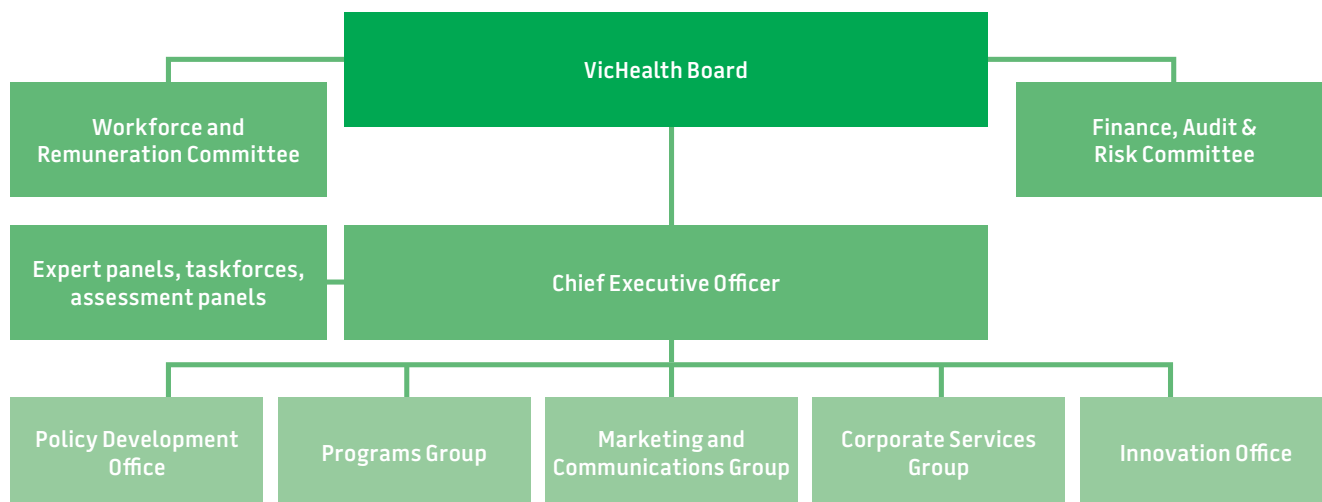 VicHealth Board
Workforce and
Remuneration Committee
Finance, Audit &
Risk Committee
Expert panels, taskforces,
assessment panels
Chief Executive Officer
Policy Development
Office
Programs Group
Marketing and
Communications Group
Corporate Services
Group
Innovation Office